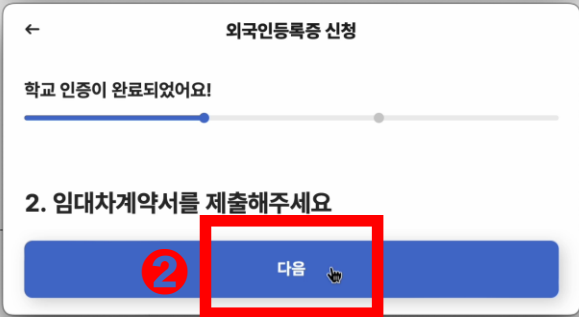 ← 외국인등록증 신청
학교 인증이 완료되었어요!
2. 임대차계약서를 제출해주세요
2 다음